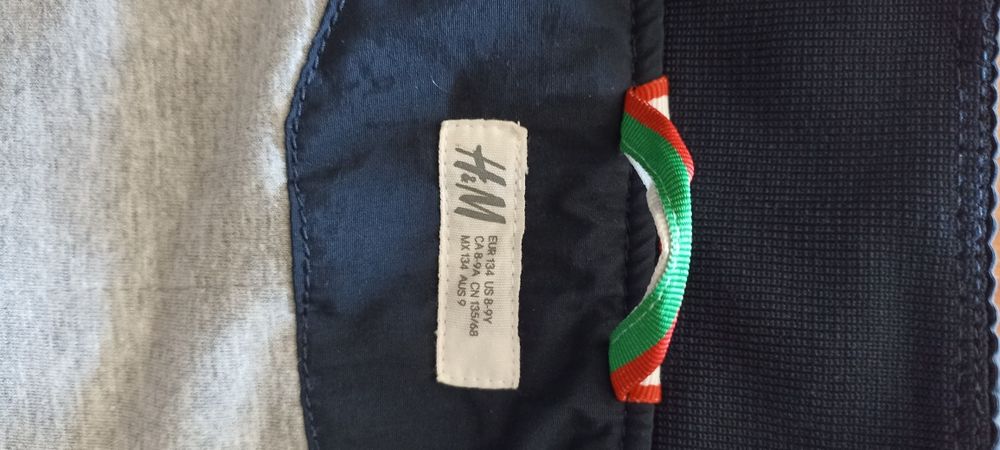 H&M
EUR 134 US 8-9Y
CA 8-9A CN 135/68
MX 134 AUS 9